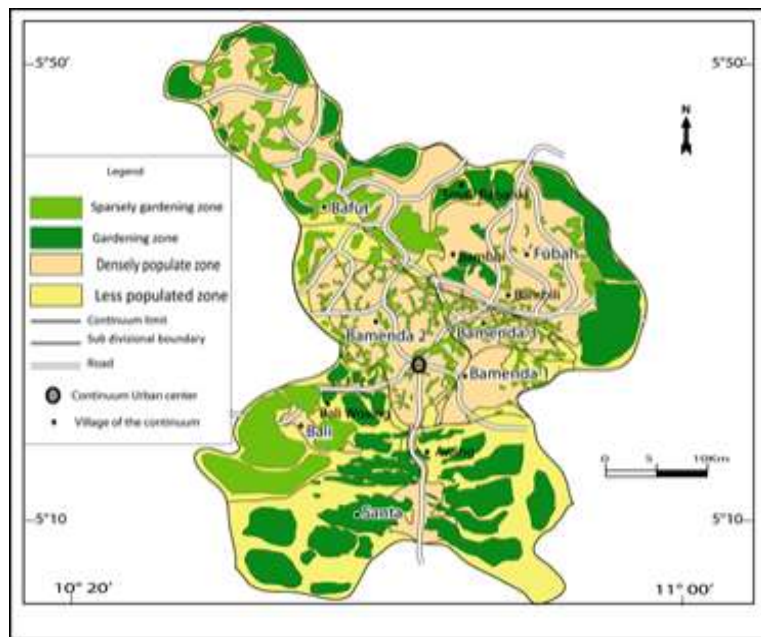 5°50'
5°50'
N
Legend
Sparsely gardening zone
Gardening zone
Densely populate zone
Less populated zone
Continuum limit
Sub divisional boundary
Road
Continuum Urban center
Village of the continuum
Bafut
Bambui
Fubah
Bambili
Bamenda 2
Bamenda 3
Bamenda 1
Bali
Santa
0 5 10Km
5°10'
5°10'
10° 20'
11° 00'